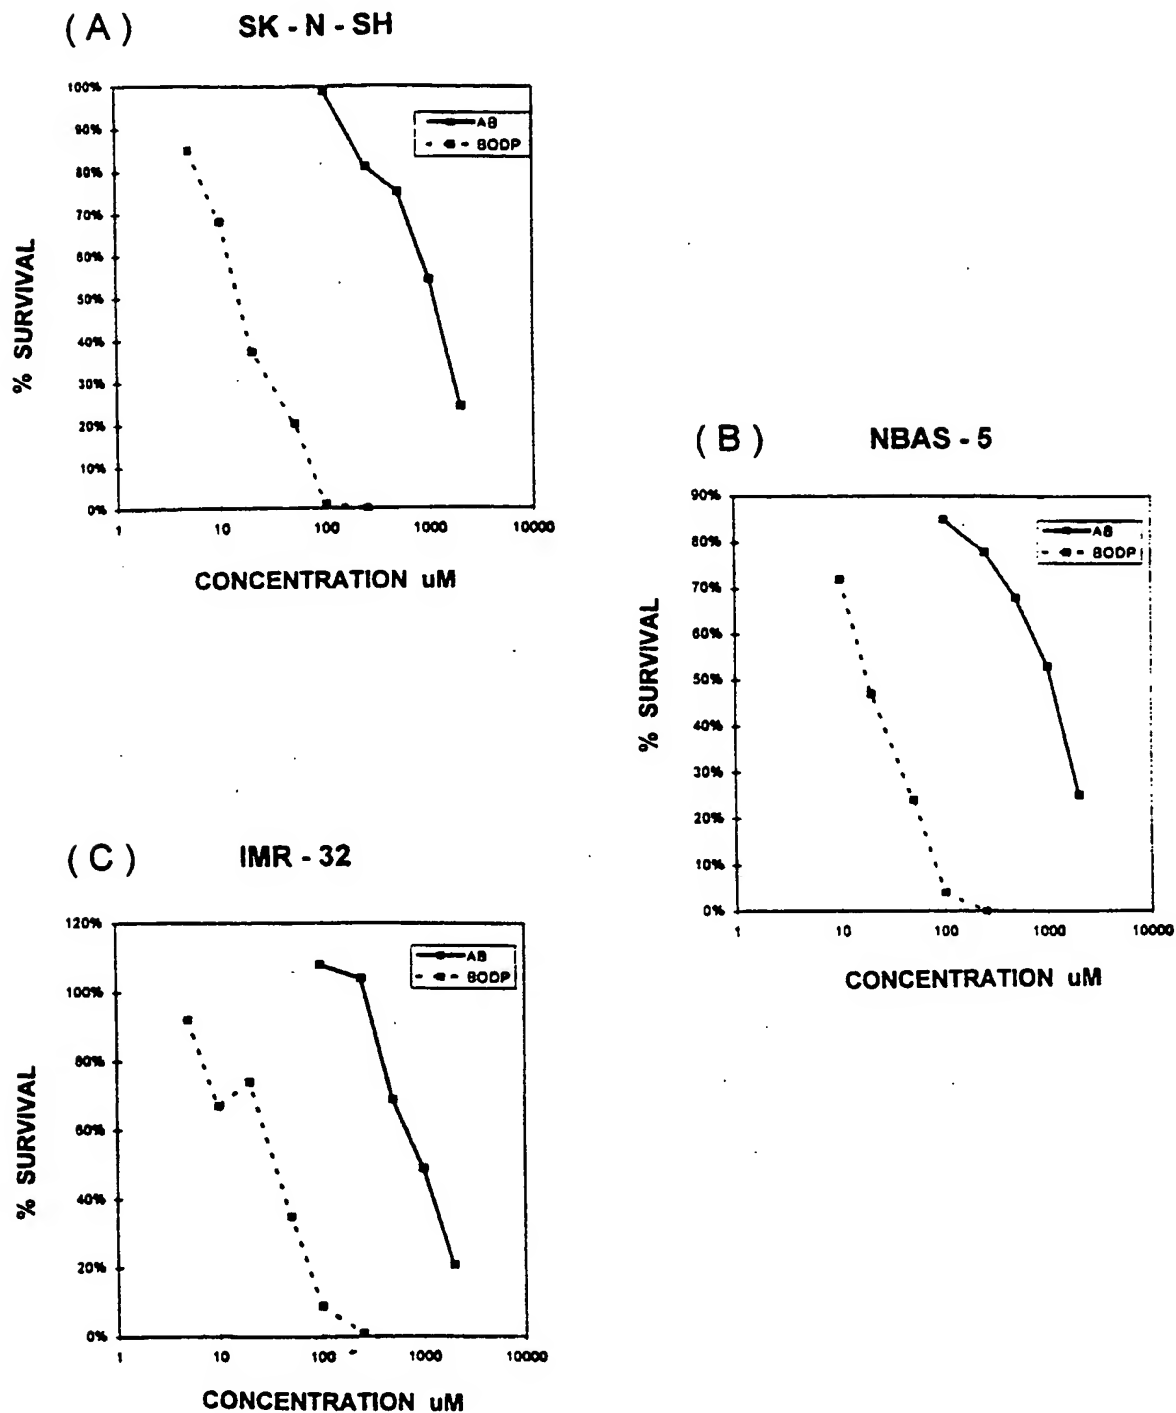 ( A ) SK - N - SH
100%
90%
80%
70%
60%
50%
40%
30%
20%
10%
0%
AB
BODP
% SURVIVAL
1 10 100 1000 10000
CONCENTRATION uM
( B ) NBAS - 5
90%
80%
70%
60%
50%
40%
30%
20%
10%
0%
AB
BODP
% SURVIVAL
1 10 100 1000 10000
CONCENTRATION uM
( C ) IMR - 32
120%
100%
80%
60%
40%
20%
0%
AB
BODP
% SURVIVAL
1 10 100 1000 10000
CONCENTRATION uM